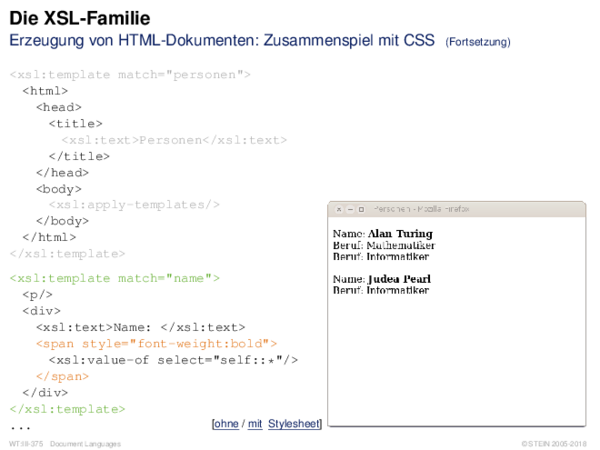 Die XSL-Familie
Erzeugung von HTML-Dokumenten: Zusammenspiel mit CSS (Fortsetzung)
<xsl:template match="personen">
<html>
<head>
<title>
<xsl:text>Personen</xsl:text>
</title>
</head>
<body>
<xsl:apply-templates/>
</body>
</html>
</xsl:template>
<xsl:template match="name">
<p/>
<div>
<xsl:text>Name: </xsl:text>
<span style="font-weight:bold">
<xsl:value-of select="self::*"/>
</span>
</div>
</xsl:template>
...
Personen - Mozilla Firefox
Name: Alan Turing
Beruf: Mathematiker
Beruf: Informatiker
Name: Judea Pearl
Beruf: Informatiker
[ohne / mit Stylesheet]
WT:III-375 Document Languages
© STEIN 2005-2018